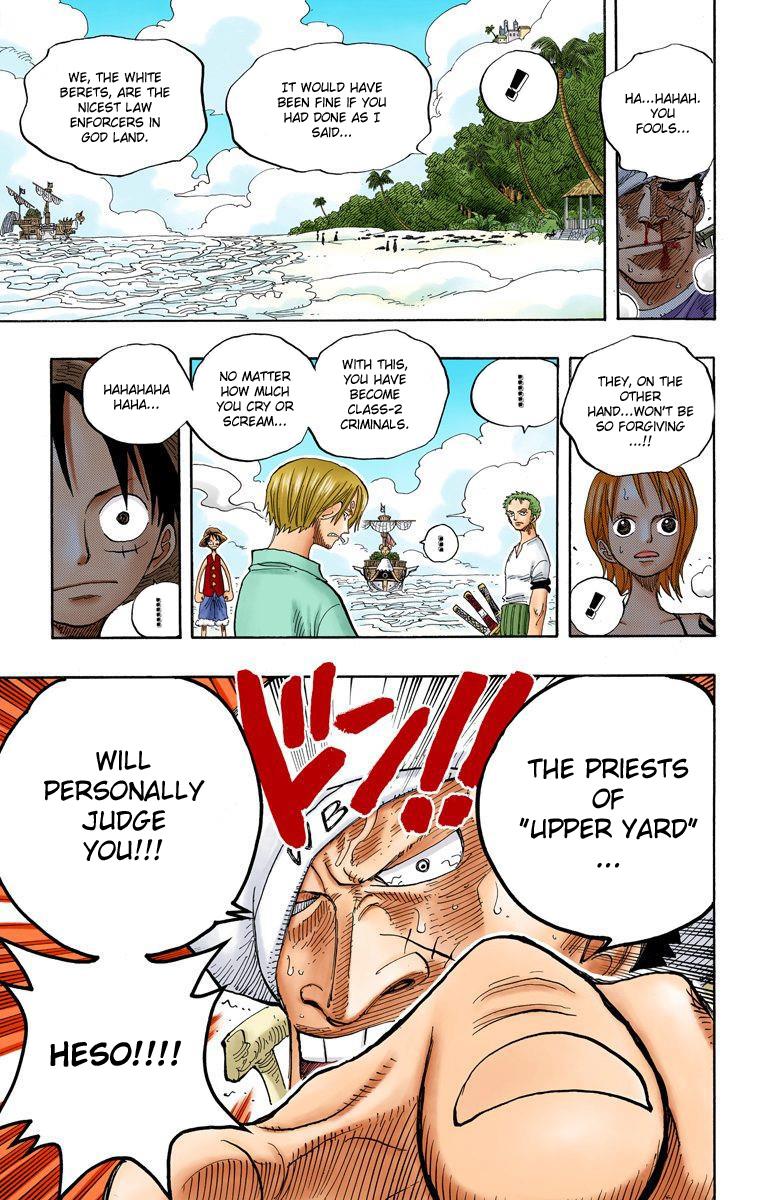 HA...HAHAH.
YOU
FOOLS...
!
IT WOULD HAVE
BEEN FINE IF YOU
HAD DONE AS I
SAID...
WE, THE WHITE
BERETS, ARE THE
NICEST LAW
ENFORCERS IN
GOD LAND.
THEY, ON THE
OTHER
HAND...WON'T BE
SO FORGIVING
...!!
!
......
WITH THIS,
YOU HAVE
BECOME
CLASS-2
CRIMINALS.
...
NO MATTER
HOW MUCH
YOU CRY OR
SCREAM...
HAHAHAHA
HAHA...
......
THE PRIESTS
OF
"UPPER YARD"
...
ドン!!
WB
WILL
PERSONALLY
JUDGE
YOU!!!
HESO!!!!